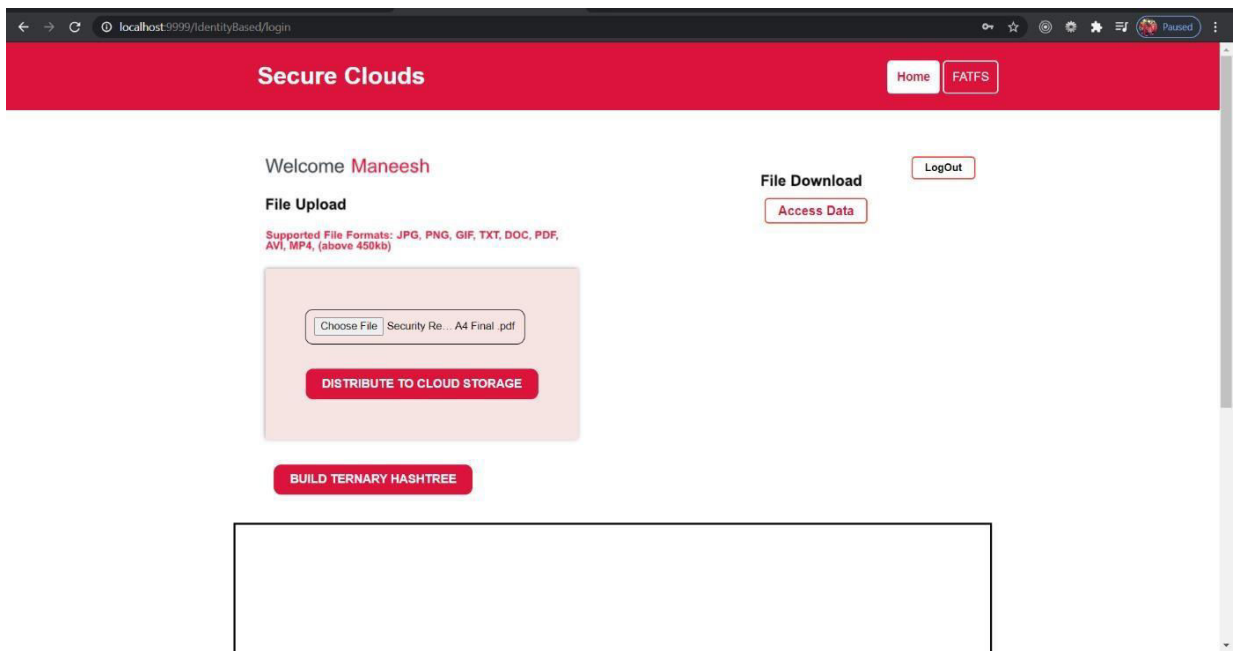 localhost:9999/IdentityBased/login
Paused
Secure Clouds
Home
FATFS
Welcome Maneesh
LogOut
File Download
Access Data
File Upload
Supported File Formats: JPG, PNG, GIF, TXT, DOC, PDF,
AVI, MP4, (above 450kb)
Choose File Security Re... A4 Final .pdf
DISTRIBUTE TO CLOUD STORAGE
BUILD TERNARY HASHTREE